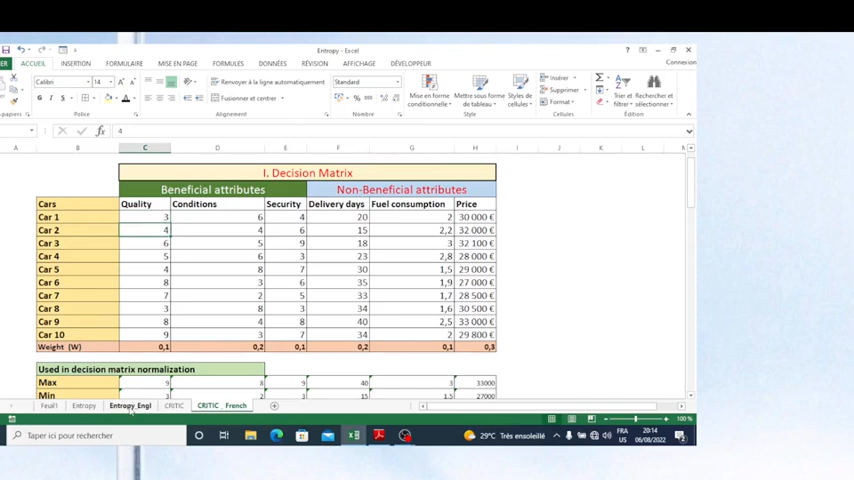 Entropy - Excel
ER ACCUEIL INSERTION FORMULAIRE MISE EN PAGE FORMULES DONNÉES RÉVISION AFFICHAGE DÉVELOPPEUR Connexion
Calibri 14 Renvoyer à la ligne automatiquement Standard Insérer
G I S Fusionner et centrer Mise en forme conditionnelle Mettre sous forme de tableau Styles de cellules Supprimer Format Trier et filtrer Rechercher et sélectionner
e-papiers Police Alignement Nombre Style Cellules Édition
4
A B C D E F G H I J K L
I. Decision Matrix
Beneficial attributes Non-Beneficial attributes
Cars Quality Conditions Security Delivery days Fuel consumption Price
Car 1 3 6 4 20 2 30 000 €
Car 2 4 4 6 15 2,2 32 000 €
Car 3 6 5 9 18 3 32 100 €
Car 4 5 6 3 23 2,8 28 000 €
Car 5 4 8 7 30 1,5 29 000 €
Car 6 8 3 6 35 1,9 27 000 €
Car 7 7 2 5 33 1,7 28 500 €
Car 8 3 8 3 34 1,6 30 500 €
Car 9 8 4 8 40 2,5 33 000 €
Car 10 9 3 7 34 2 29 800 €
Weight (W) 0,1 0,2 0,1 0,2 0,1 0,3
Used in decision matrix normalization
Max 9 8 9 40 3 33000
Min 3 2 3 15 1.5 27000
Feuil1 Entropy Entropy_Engl CRITIC CRITIC _ French
100 %
Taper ici pour rechercher 29°C Très ensoleillé FRA US 20:14 06/08/2022